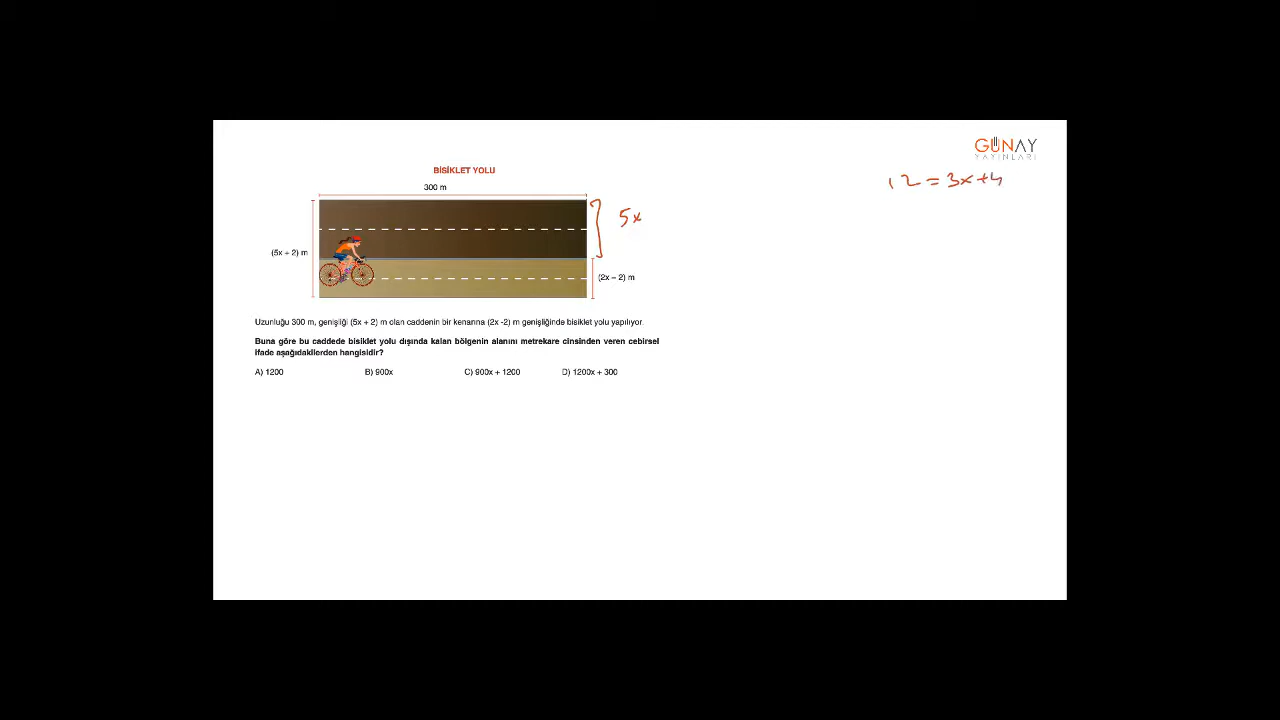 GÜNAY
YAYINLARI
BİSİKLET YOLU
12 = 3x+4
300 m
5x
(5x + 2) m
(2x – 2) m
Uzunluğu 300 m, genişliği (5x + 2) m olan caddenin bir kenarına (2x -2) m genişliğinde bisiklet yolu yapılıyor.
Buna göre bu caddede bisiklet yolu dışında kalan bölgenin alanını metrekare cinsinden veren cebirsel
ifade aşağıdakilerden hangisidir?
A) 1200 B) 900x C) 900x + 1200 D) 1200x + 300